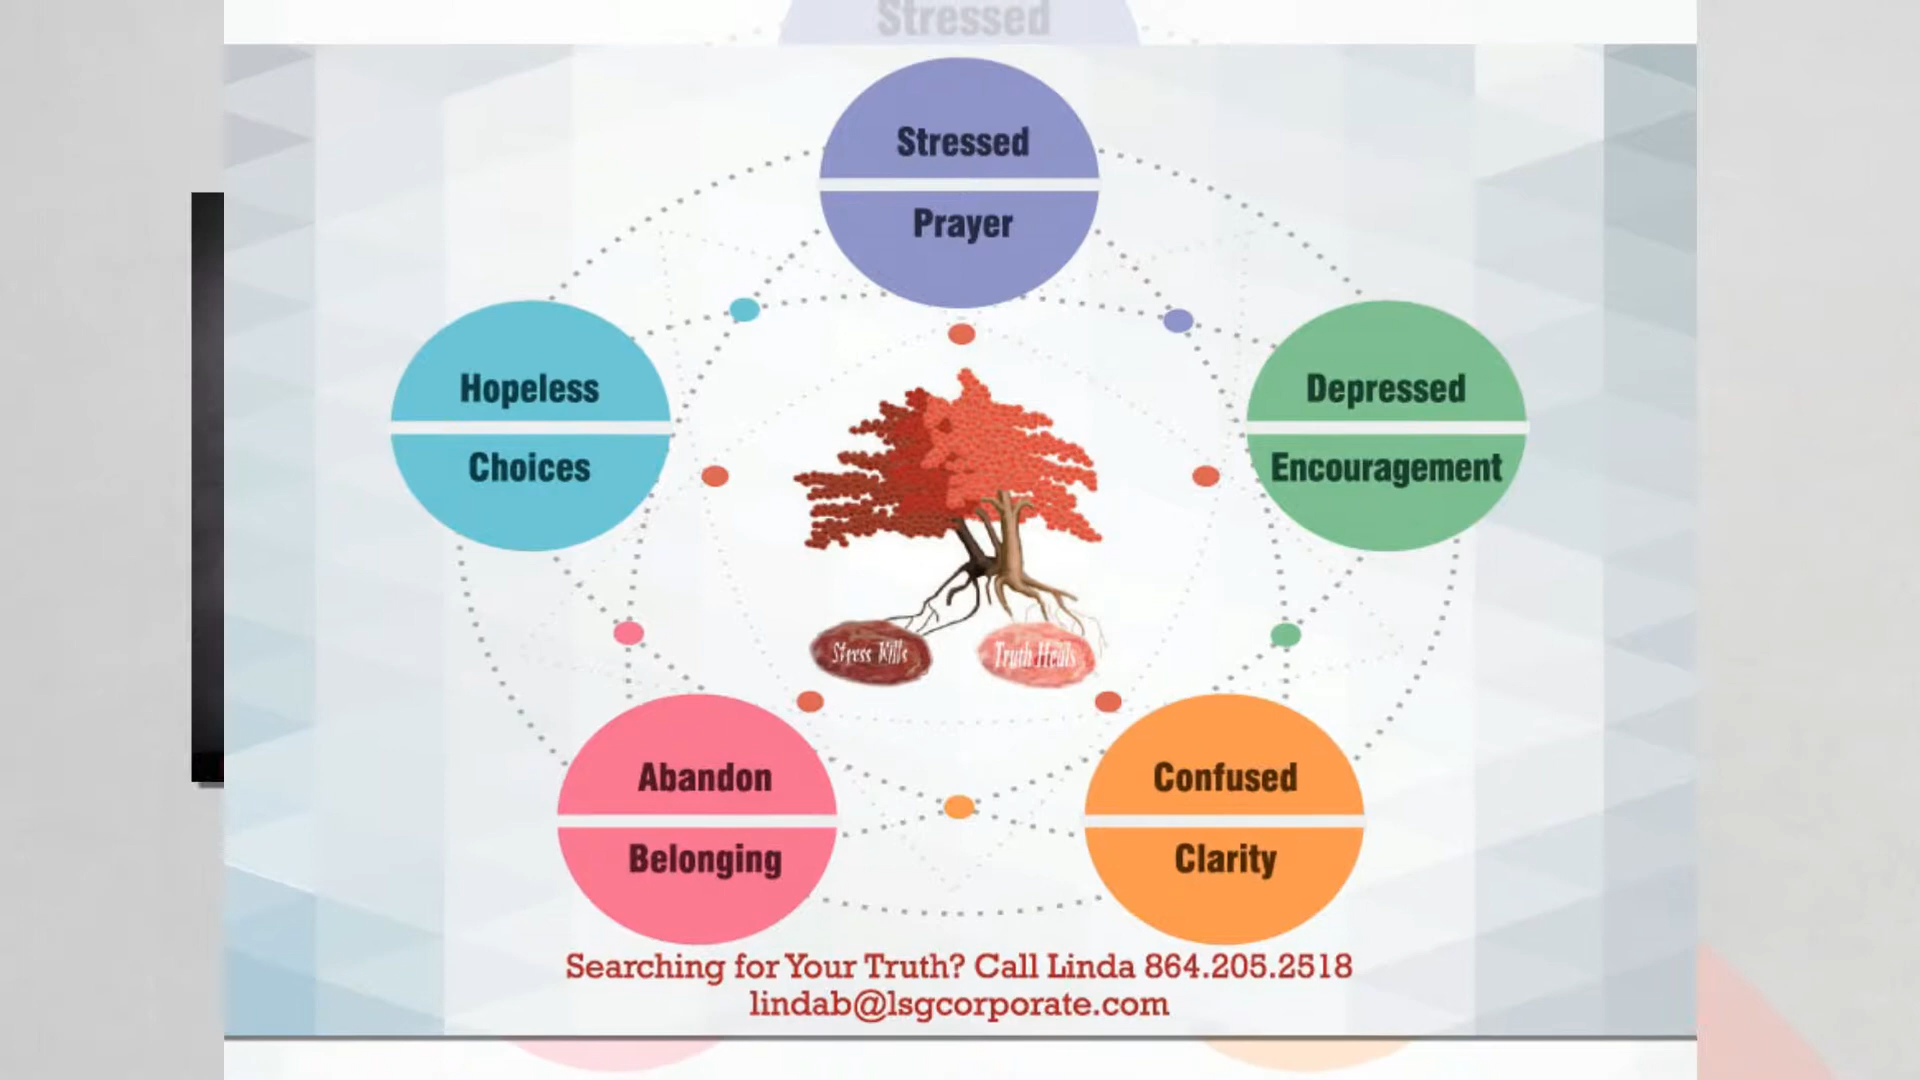 Stressed
Stressed
Prayer
Hopeless
Choices
Depressed
Encouragement
Stress Kills
Truth Heals
Abandon
Belonging
Confused
Clarity
Searching for Your Truth? Call Linda 864.205.2518
lindab@lsgcorporate.com